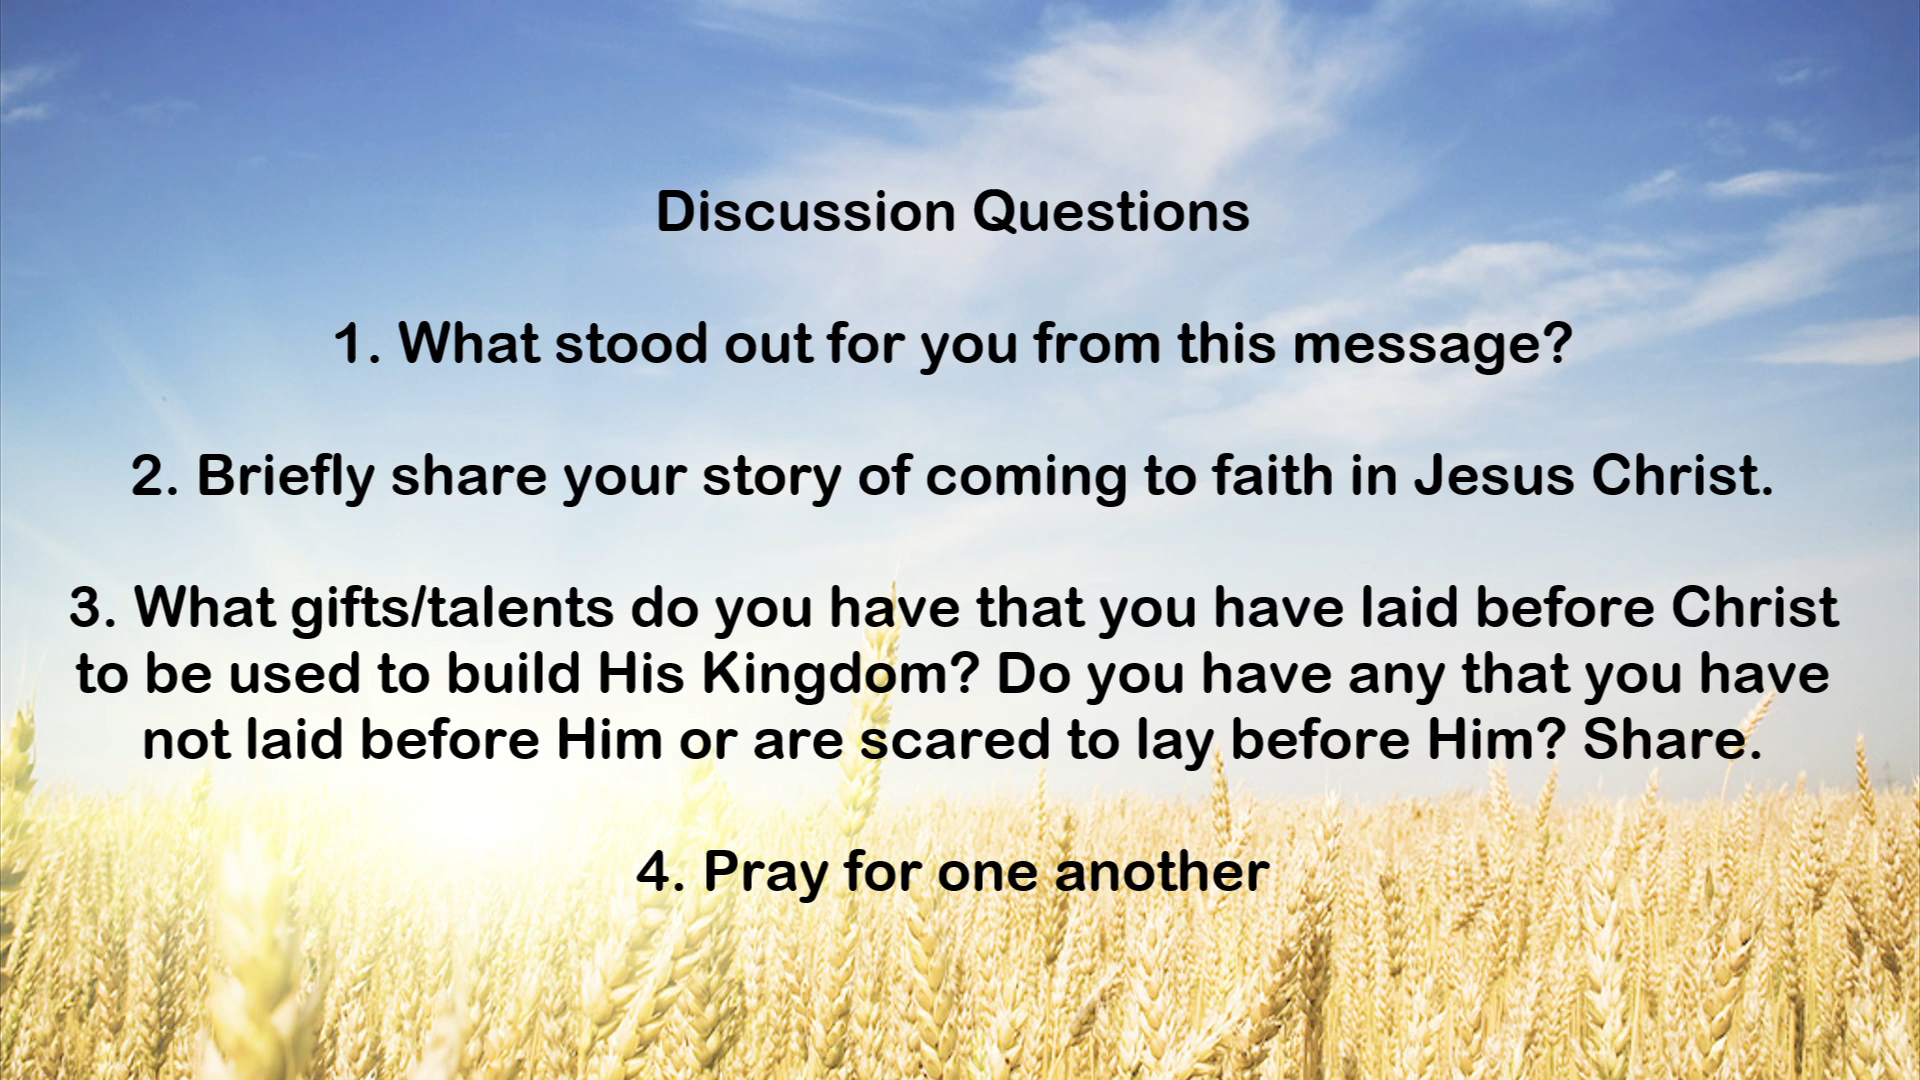 Discussion Questions
1. What stood out for you from this message?
2. Briefly share your story of coming to faith in Jesus Christ.
3. What gifts/talents do you have that you have laid before Christ
to be used to build His Kingdom? Do you have any that you have
not laid before Him or are scared to lay before Him? Share.
4. Pray for one another